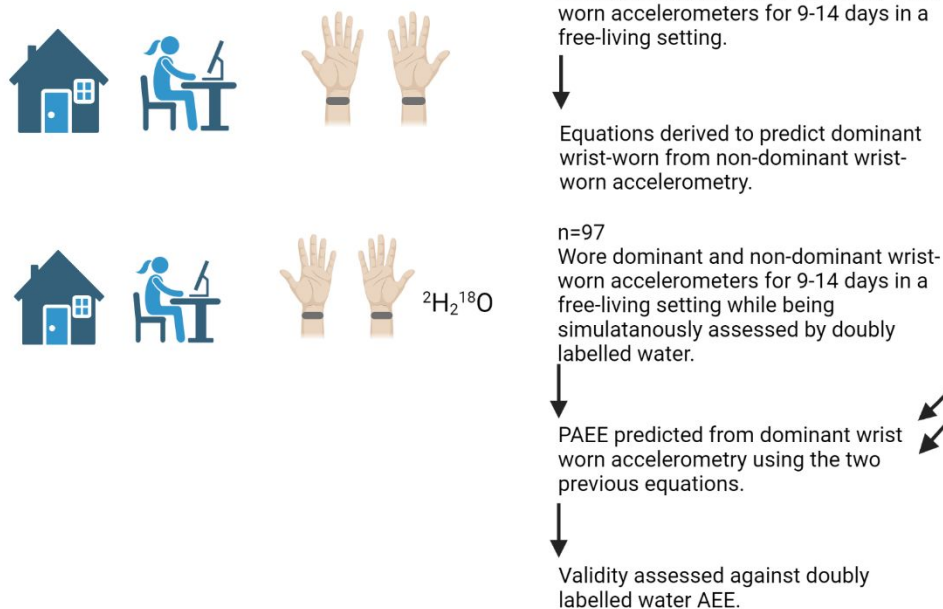 worn accelerometers for 9-14 days in a
free-living setting.
Equations derived to predict dominant
wrist-worn from non-dominant wrist-
worn accelerometry.
n=97
Wore dominant and non-dominant wrist-
worn accelerometers for 9-14 days in a
free-living setting while being
simulatanously assessed by doubly
labelled water.
²H₂¹⁸O
PAEE predicted from dominant wrist
worn accelerometry using the two
previous equations.
Validity assessed against doubly
labelled water AEE.